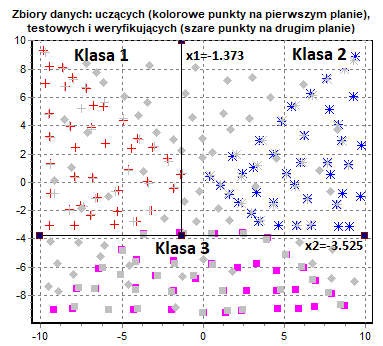 Zbiory danych: uczących (kolorowe punkty na pierwszym planie),
testowych i weryfikujących (szare punkty na drugim planie)
10
8
6
4
2
0
-2
-4
-6
-8
Klasa 1
x1=-1.373
Klasa 2
x2=-3.525
Klasa 3
-10
-5
0
5
10